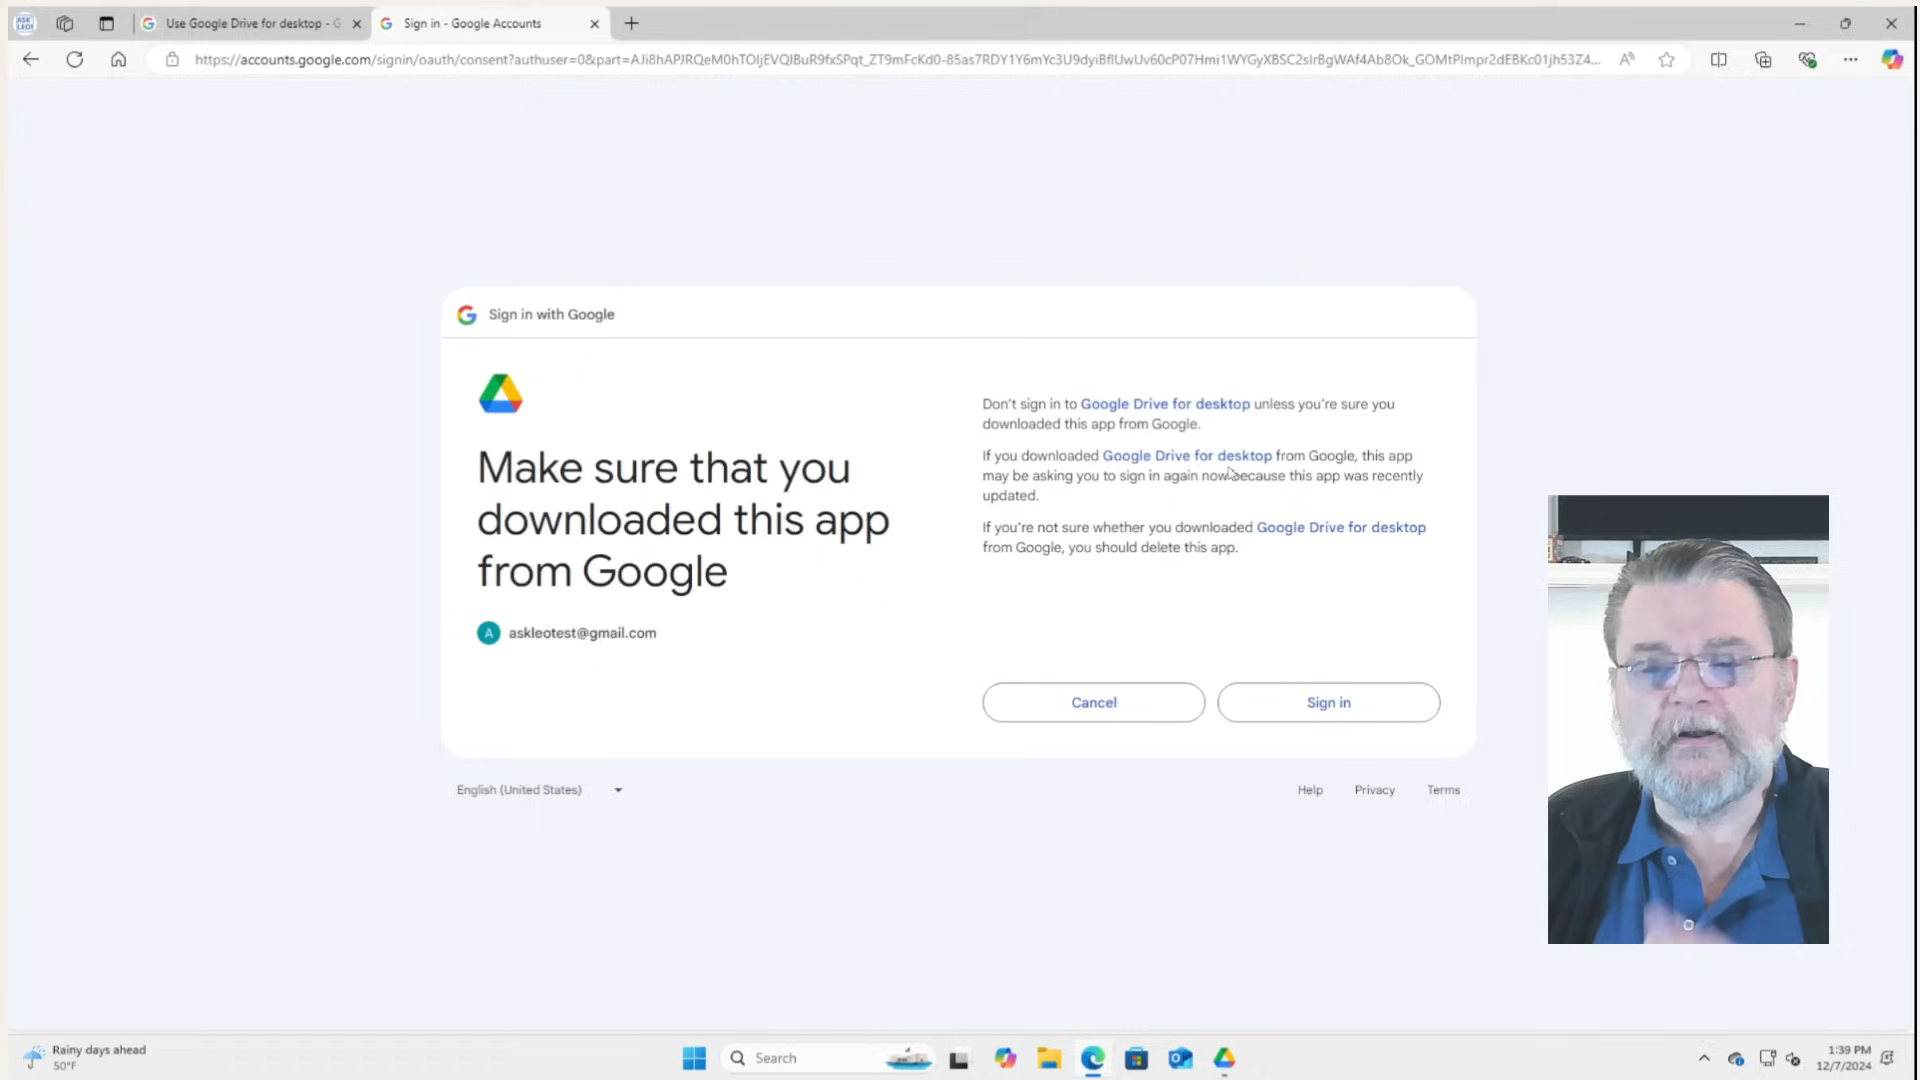 ASK LEO!
Use Google Drive for desktop - G
Sign in - Google Accounts
https://accounts.google.com/signin/oauth/consent?authuser=0&part=
Sign in with Google
Make sure that you
downloaded this app
from Google
A askleotest@gmail.com
Don't sign in to Google Drive for desktop unless you're sure you
downloaded this app from Google.
If you downloaded Google Drive for desktop from Google, this app
may be asking you to sign in again now because this app was recently
updated.
If you're not sure whether you downloaded Google Drive for desktop
from Google, you should delete this app.
Cancel
Sign in
English (United States)
Help
Privacy
Terms
Rainy days ahead
50°F
Search
1:39 PM
12/7/2024